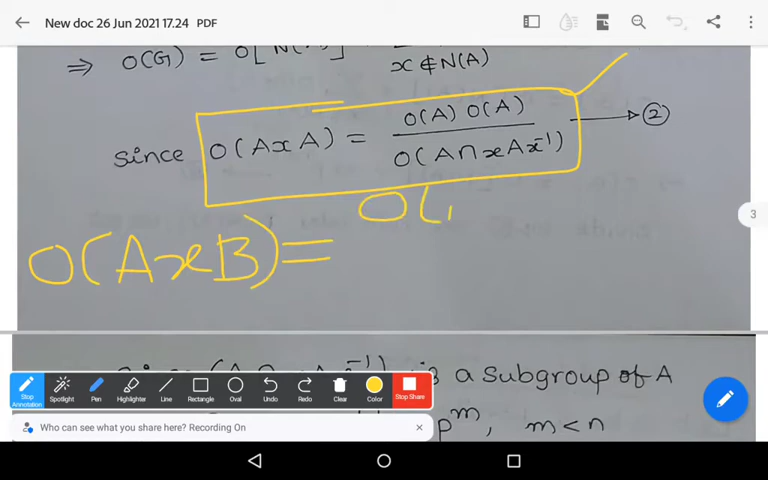 New doc 26 Jun 2021 17.24 PDF
⇒ O(G) = O[N(A)] =
x∉N(A)
since O(AxA) = O(A) O(A) / O(A∩xAx⁻¹) → ②
O(AxB) = O(
3
is a subgroup of A
pᵐ, m<n
Stop Annotation Spotlight Pen Highlighter Line Rectangle Oval Undo Redo Clear Color Stop Share
Who can see what you share here? Recording On